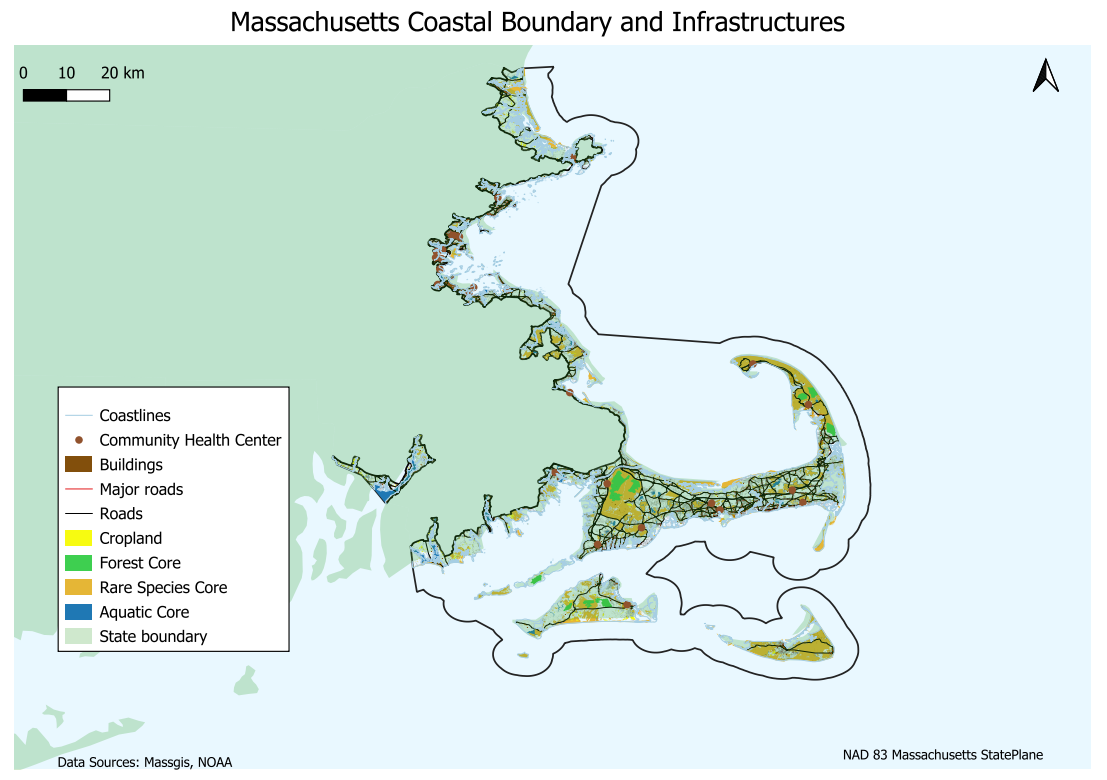 Massachusetts Coastal Boundary and Infrastructures
0 10 20 km
Coastlines
Community Health Center
Buildings
Major roads
Roads
Cropland
Forest Core
Rare Species Core
Aquatic Core
State boundary
Data Sources: Massgis, NOAA
NAD 83 Massachusetts StatePlane